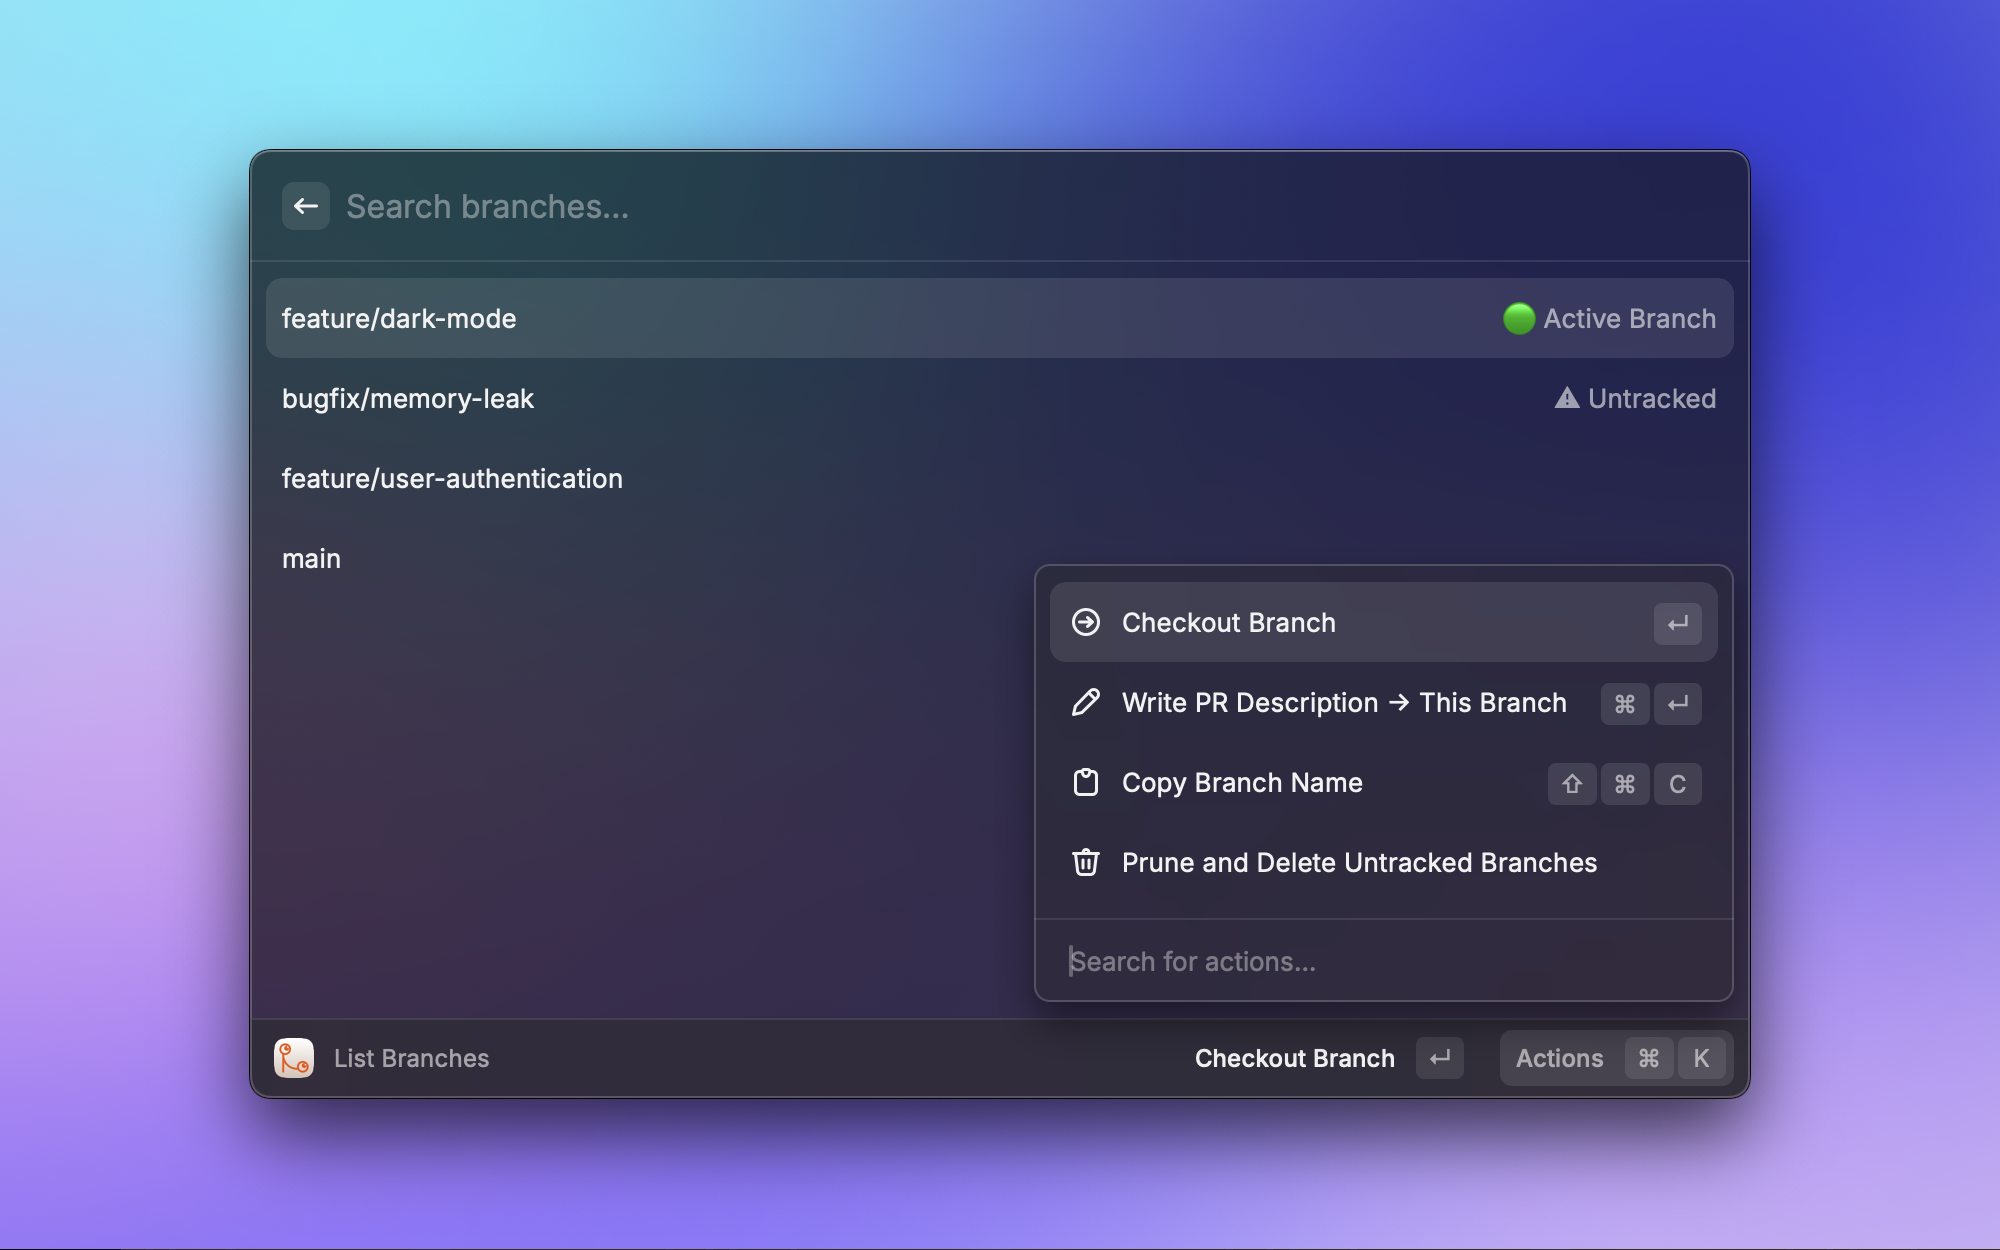 Search branches...
feature/dark-mode
Active Branch
bugfix/memory-leak
Untracked
feature/user-authentication
main
Checkout Branch ↵
Write PR Description → This Branch ⌘ ↵
Copy Branch Name ⇧ ⌘ C
Prune and Delete Untracked Branches
Search for actions...
List Branches
Checkout Branch ↵
Actions ⌘ K